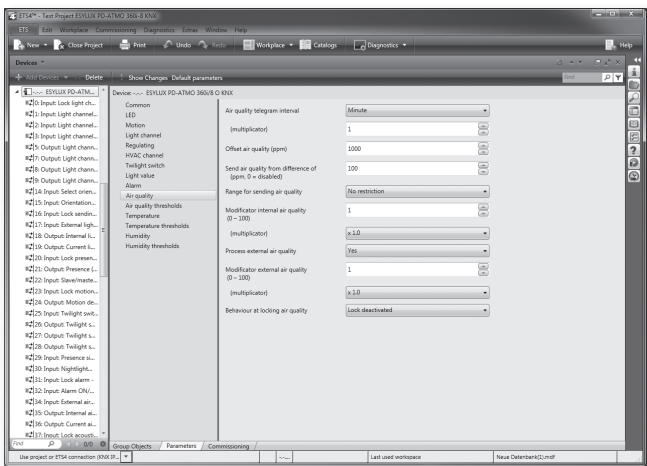 ETS4™ - Test Project ESYLUX PD-ATMO 360i-8 KNX
ETS Edit Workplace Commissioning Diagnostics Extras Window Help
New Close Project Print Undo Redo Workplace Catalogs Diagnostics Help
Devices
Add Devices Delete Show Changes Default parameters Find
-.-.- ESYLUX PD-ATM...
0: Input: Lock light ch...
1: Input: Light channel...
2: Input: Light channel...
3: Input: Light channel...
5: Output: Light chann...
7: Output: Light chann...
8: Output: Light chann...
9: Output: Light chann...
14: Input: Select orien...
15: Input: Orientation...
16: Input: Lock sendin...
17: Input: External ligh...
18: Output: Internal li...
19: Output: Current li...
20: Input: Lock presen...
21: Output: Presence (...
22: Input: Slave/maste...
23: Input: Lock motion...
24: Output: Motion de...
25: Input: Twilight swit...
26: Output: Twilight s...
27: Output: Twilight s...
28: Output: Twilight s...
29: Input: Presence si...
30: Input: Nightlight...
31: Input: Lock alarm -
32: Input: Alarm ON/...
34: Input: External air...
35: Output: Internal ai...
36: Output: Current ai...
37: Input: Lock acousti...
Find 0/0
Device: -.-.- ESYLUX PD-ATMO 360i/8 O KNX
Common
LED
Motion
Light channel
Regulating
HVAC channel
Twilight switch
Light value
Alarm
Air quality
Air quality thresholds
Temperature
Temperature thresholds
Humidity
Humidity thresholds
Air quality telegram interval Minute
(multiplicator) 1
Offset air quality (ppm) 1000
Send air quality from difference of 100
(ppm, 0 = disabled)
Range for sending air quality No restriction
Modificator internal air quality 1
(0 – 100)
(multiplicator) x 1.0
Process external air quality Yes
Modificator external air quality 1
(0 – 100)
(multiplicator) x 1.0
Behaviour at locking air quality Lock deactivated
Group Objects Parameters Commissioning
Use project or ETS4 connection (KNX IP... -.-.... Last used workspace Neue Datenbank(1).mdf